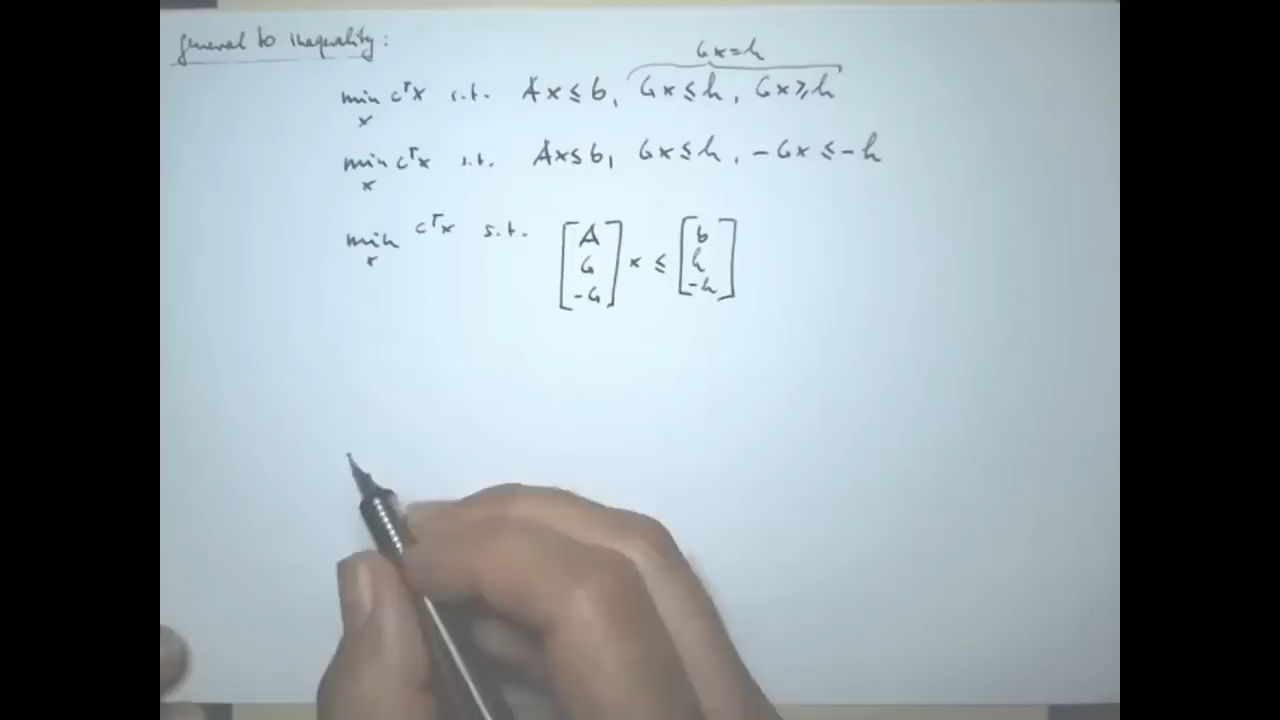 general to inequality:
Gx=h
min cᵀx s.t. Ax ≤ b, Gx ≤ h, Gx ≥ h
x
min cᵀx s.t. Ax ≤ b, Gx ≤ h, -Gx ≤ -h
x
min cᵀx s.t. [A G -G] x ≤ [b h -h]
x